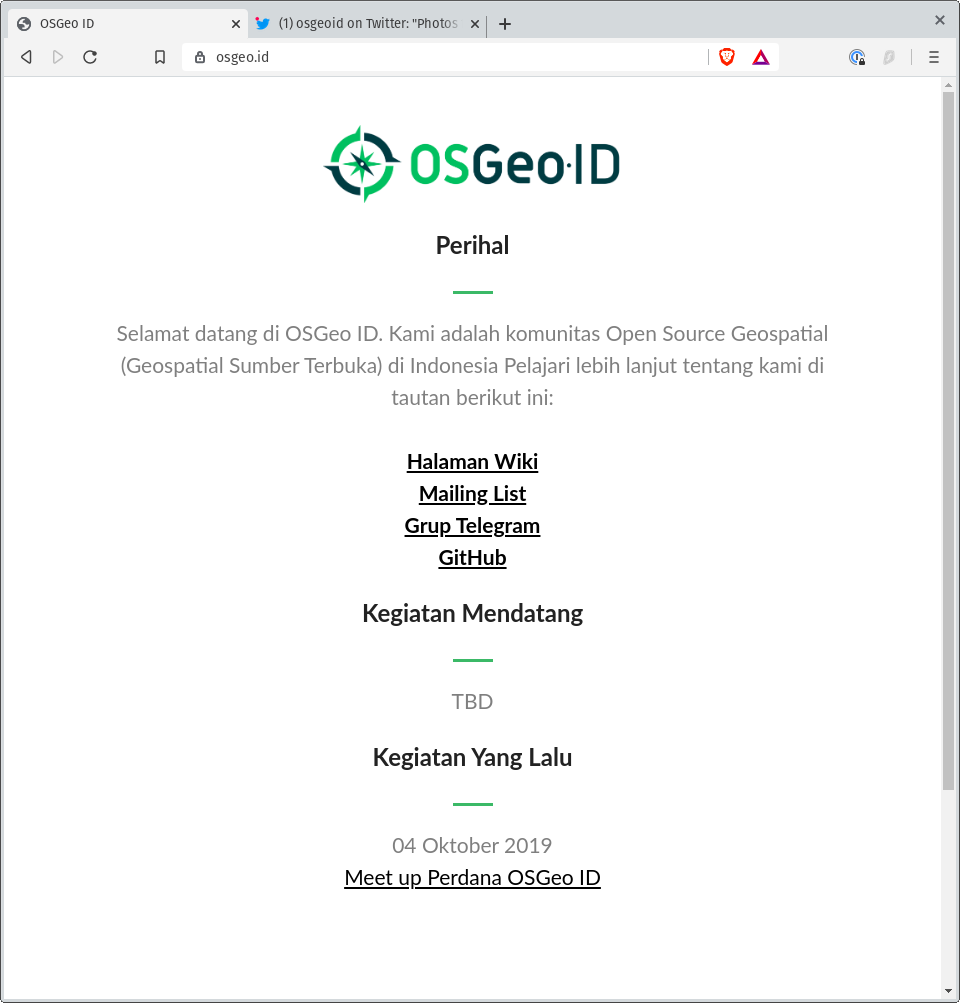 OSGeo ID
(1) osgeoid on Twitter: "Photos
osgeo.id
OSGeo·ID
Perihal
Selamat datang di OSGeo ID. Kami adalah komunitas Open Source Geospatial
(Geospatial Sumber Terbuka) di Indonesia Pelajari lebih lanjut tentang kami di
tautan berikut ini:
Halaman Wiki
Mailing List
Grup Telegram
GitHub
Kegiatan Mendatang
TBD
Kegiatan Yang Lalu
04 Oktober 2019
Meet up Perdana OSGeo ID